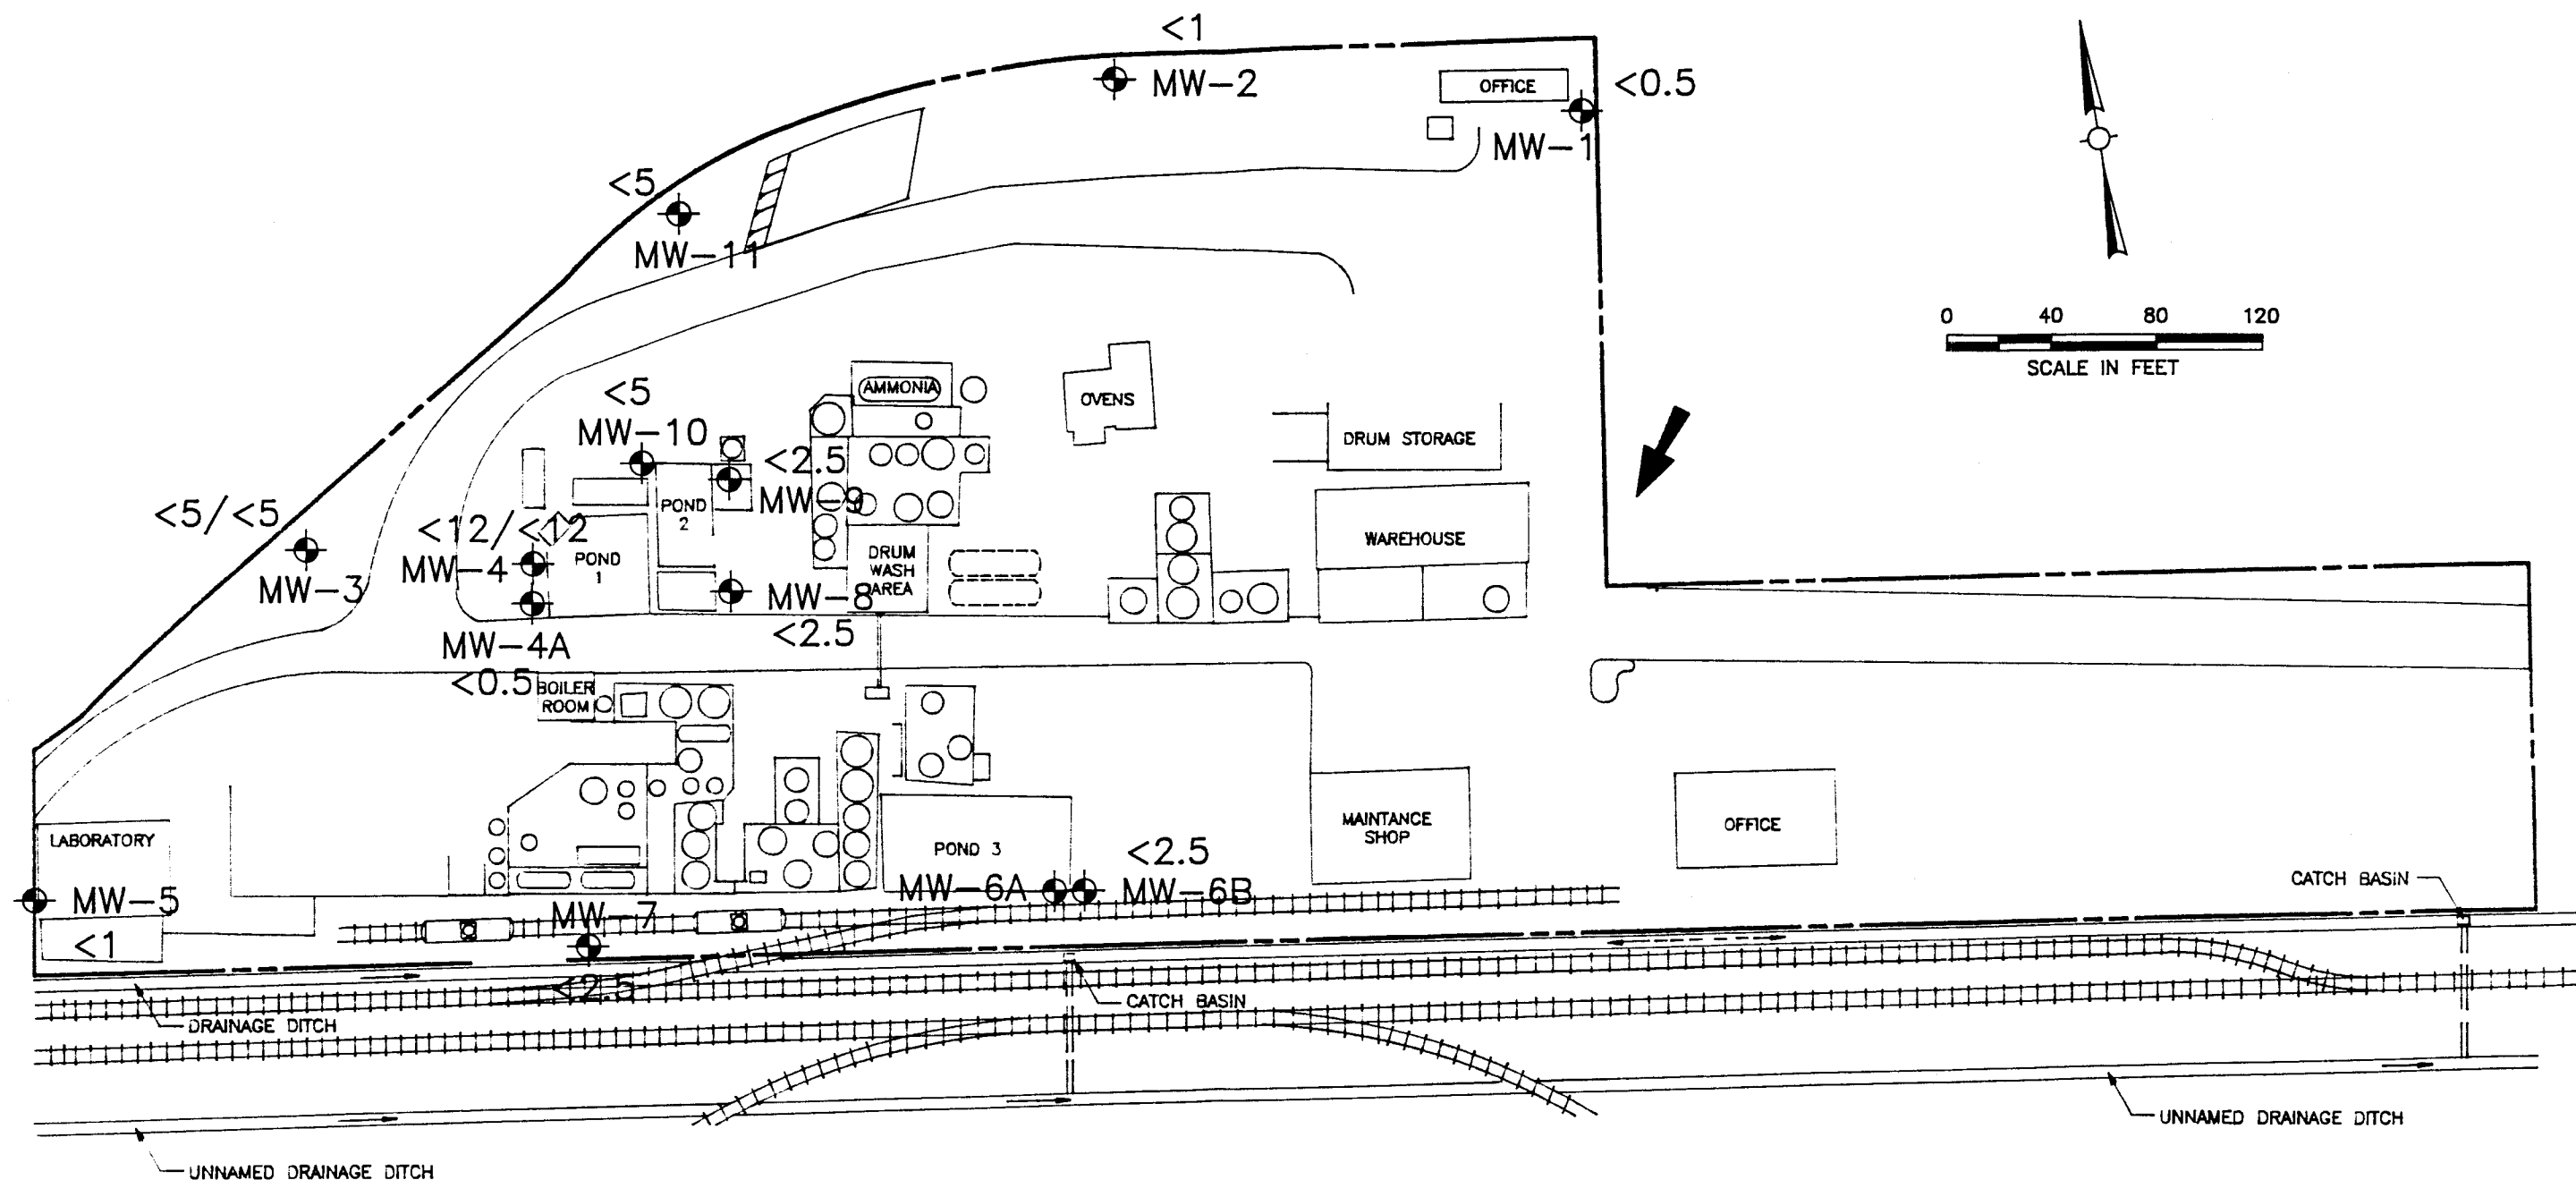 <1
MW-2
OFFICE
<0.5
MW-1
<5
MW-11
0 40 80 120
SCALE IN FEET
AMMONIA
OVENS
<5
MW-10
DRUM STORAGE
<2.5
MW-9
POND
2
<5/<5
MW-3
<12/<12
MW-4
POND
1
DRUM
WASH
AREA
WAREHOUSE
MW-8
<2.5
MW-4A
<0.5
BOILER
ROOM
LABORATORY
MAINTANCE
SHOP
OFFICE
POND 3
<2.5
MW-6A
MW-6B
CATCH BASIN
MW-5
<1
MW-7
<2.5
CATCH BASIN
DRAINAGE DITCH
UNNAMED DRAINAGE DITCH
UNNAMED DRAINAGE DITCH